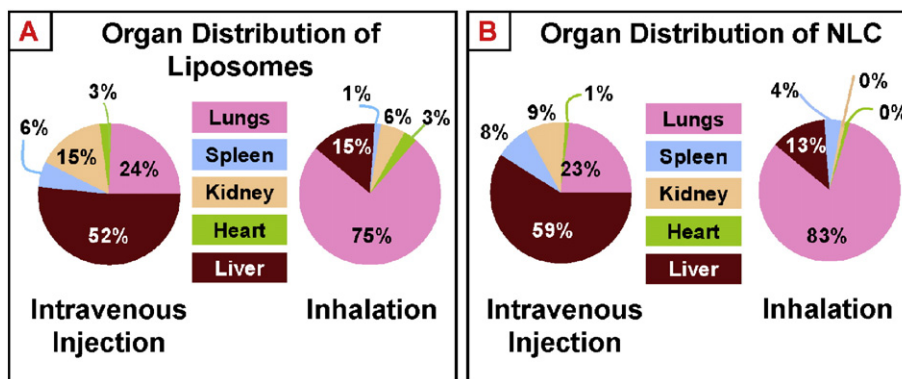 A
Organ Distribution of
Liposomes
3%
6%
15%
24%
52%
Lungs
Spleen
Kidney
Heart
Liver
1%
6%
3%
15%
75%
Intravenous
Injection
Inhalation
B
Organ Distribution of NLC
1%
9%
8%
23%
59%
Lungs
Spleen
Kidney
Heart
Liver
4%
0%
0%
13%
83%
Intravenous
Injection
Inhalation